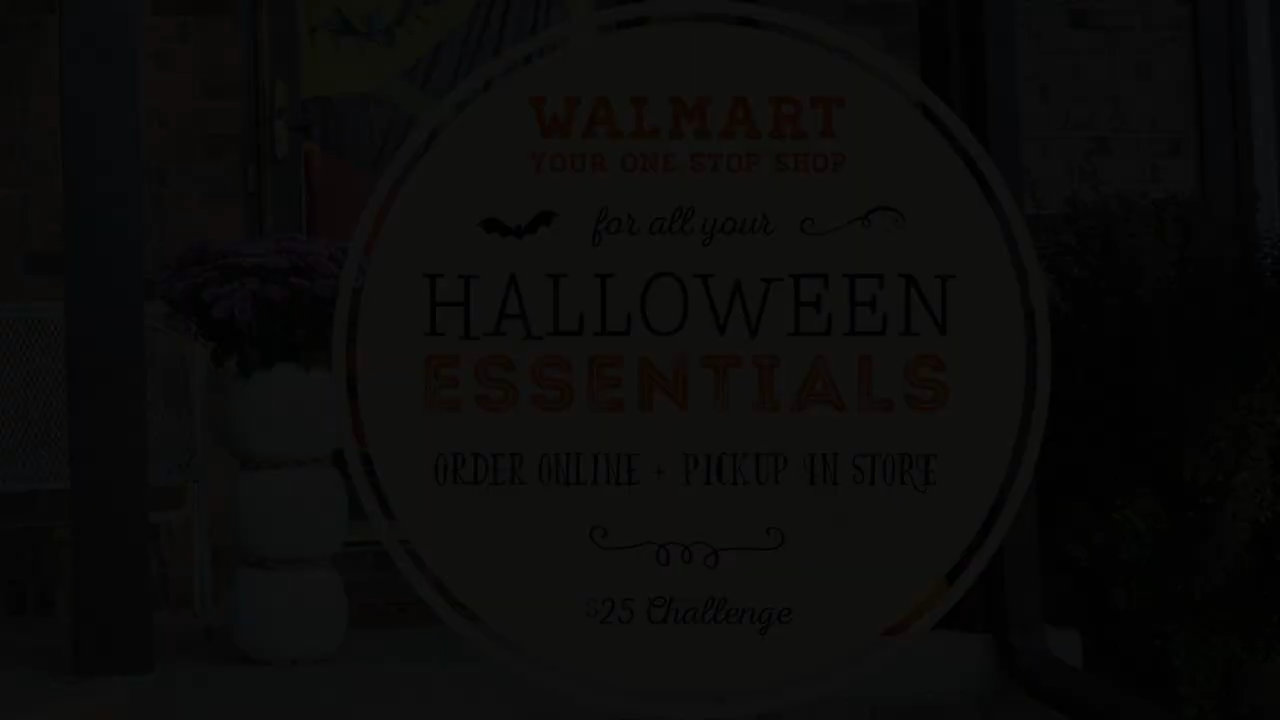 WALMART
YOUR ONE STOP SHOP
for all your
HALLOWEEN
ESSENTIALS
ORDER ONLINE + PICKUP IN STORE
$25 Challenge